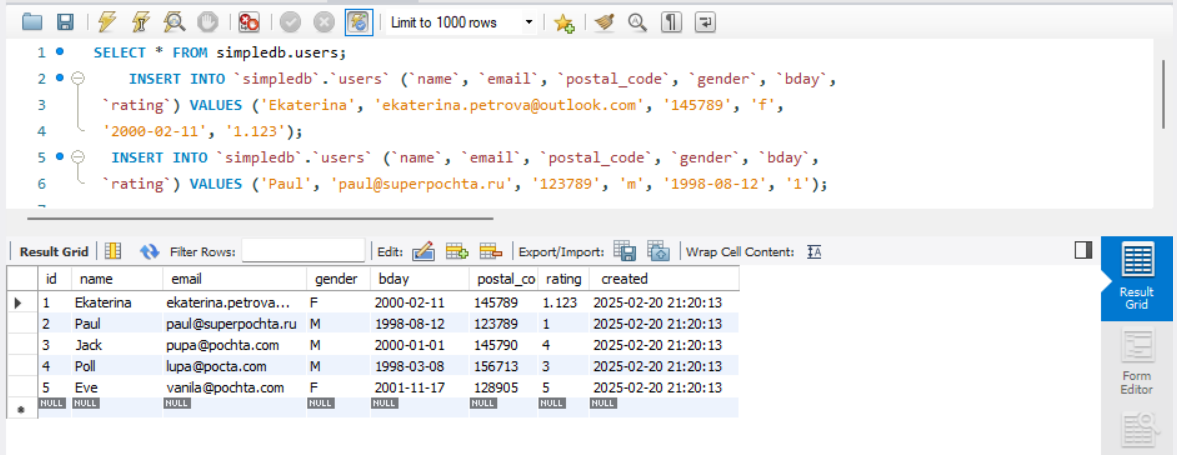 Limit to 1000 rows
1 SELECT * FROM simpledb.users;
2 INSERT INTO `simpledb`.`users` (`name`, `email`, `postal_code`, `gender`, `bday`,
3 `rating`) VALUES ('Ekaterina', 'ekaterina.petrova@outlook.com', '145789', 'f',
4 '2000-02-11', '1.123');
5 INSERT INTO `simpledb`.`users` (`name`, `email`, `postal_code`, `gender`, `bday`,
6 `rating`) VALUES ('Paul', 'paul@superpochta.ru', '123789', 'm', '1998-08-12', '1');
Result Grid Filter Rows: Edit: Export/Import: Wrap Cell Content: IA
id name email gender bday postal_co rating created
1 Ekaterina ekaterina.petrova... F 2000-02-11 145789 1.123 2025-02-20 21:20:13
2 Paul paul@superpochta.ru M 1998-08-12 123789 1 2025-02-20 21:20:13
3 Jack pupa@pochta.com M 2000-01-01 145790 4 2025-02-20 21:20:13
4 Poll lupa@pocta.com M 1998-03-08 156713 3 2025-02-20 21:20:13
5 Eve vanila@pochta.com F 2001-11-17 128905 5 2025-02-20 21:20:13
NULL NULL NULL NULL NULL NULL NULL NULL
Result
Grid
Form
Editor